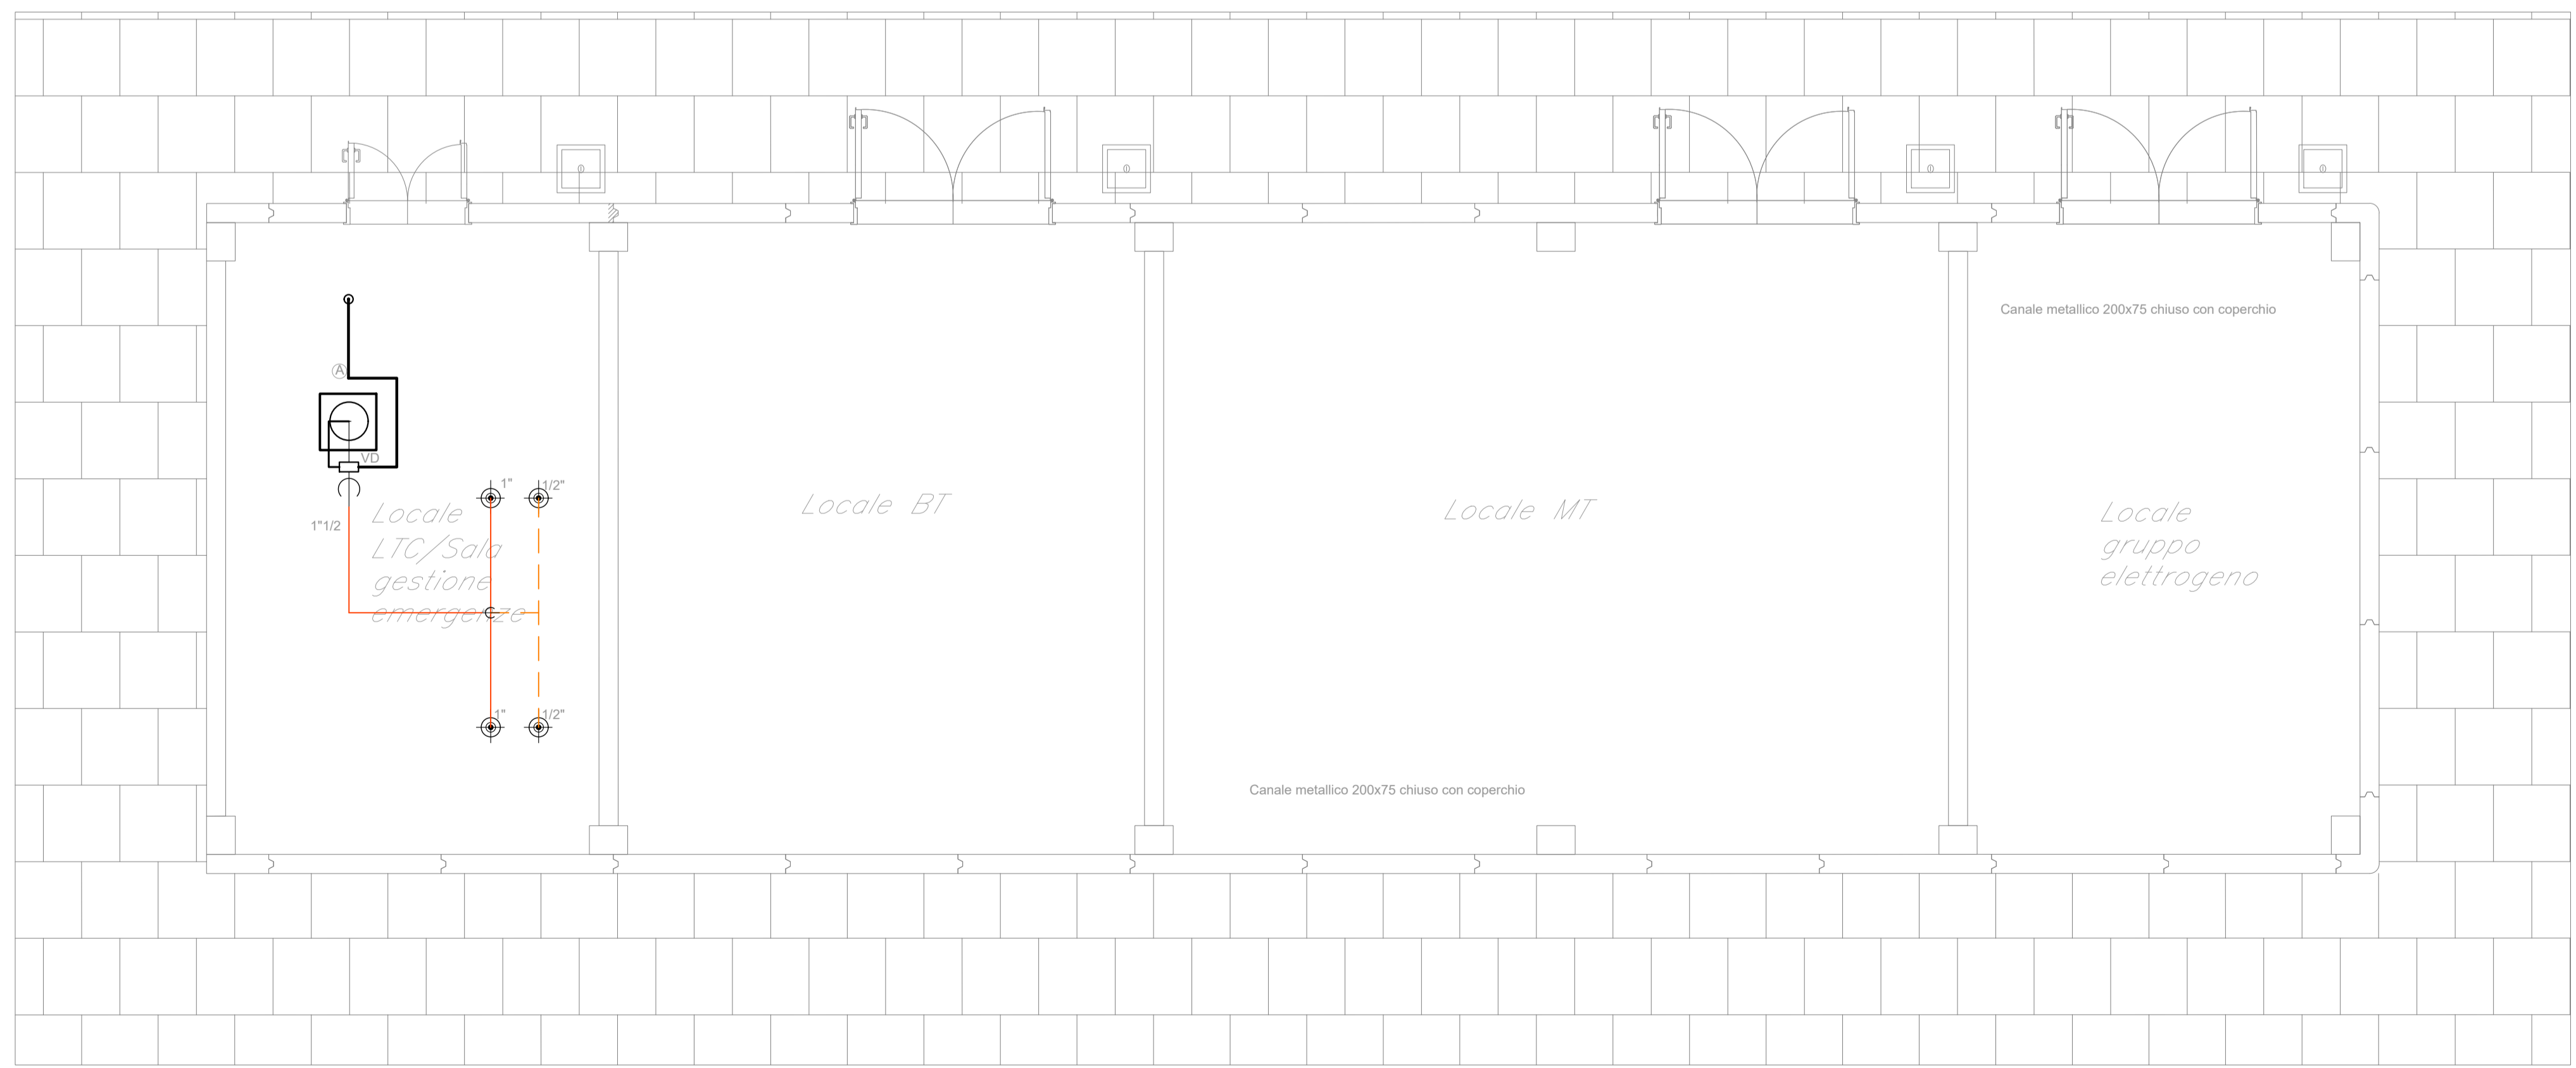 Canale metallico 200x75 chiuso con coperchio
A
VD
1"
1/2"
1"1/2
Locale
LTC/Sala
gestione
emergenze
Locale BT
Locale MT
Locale
gruppo
elettrogeno
1"
1/2"
Canale metallico 200x75 chiuso con coperchio